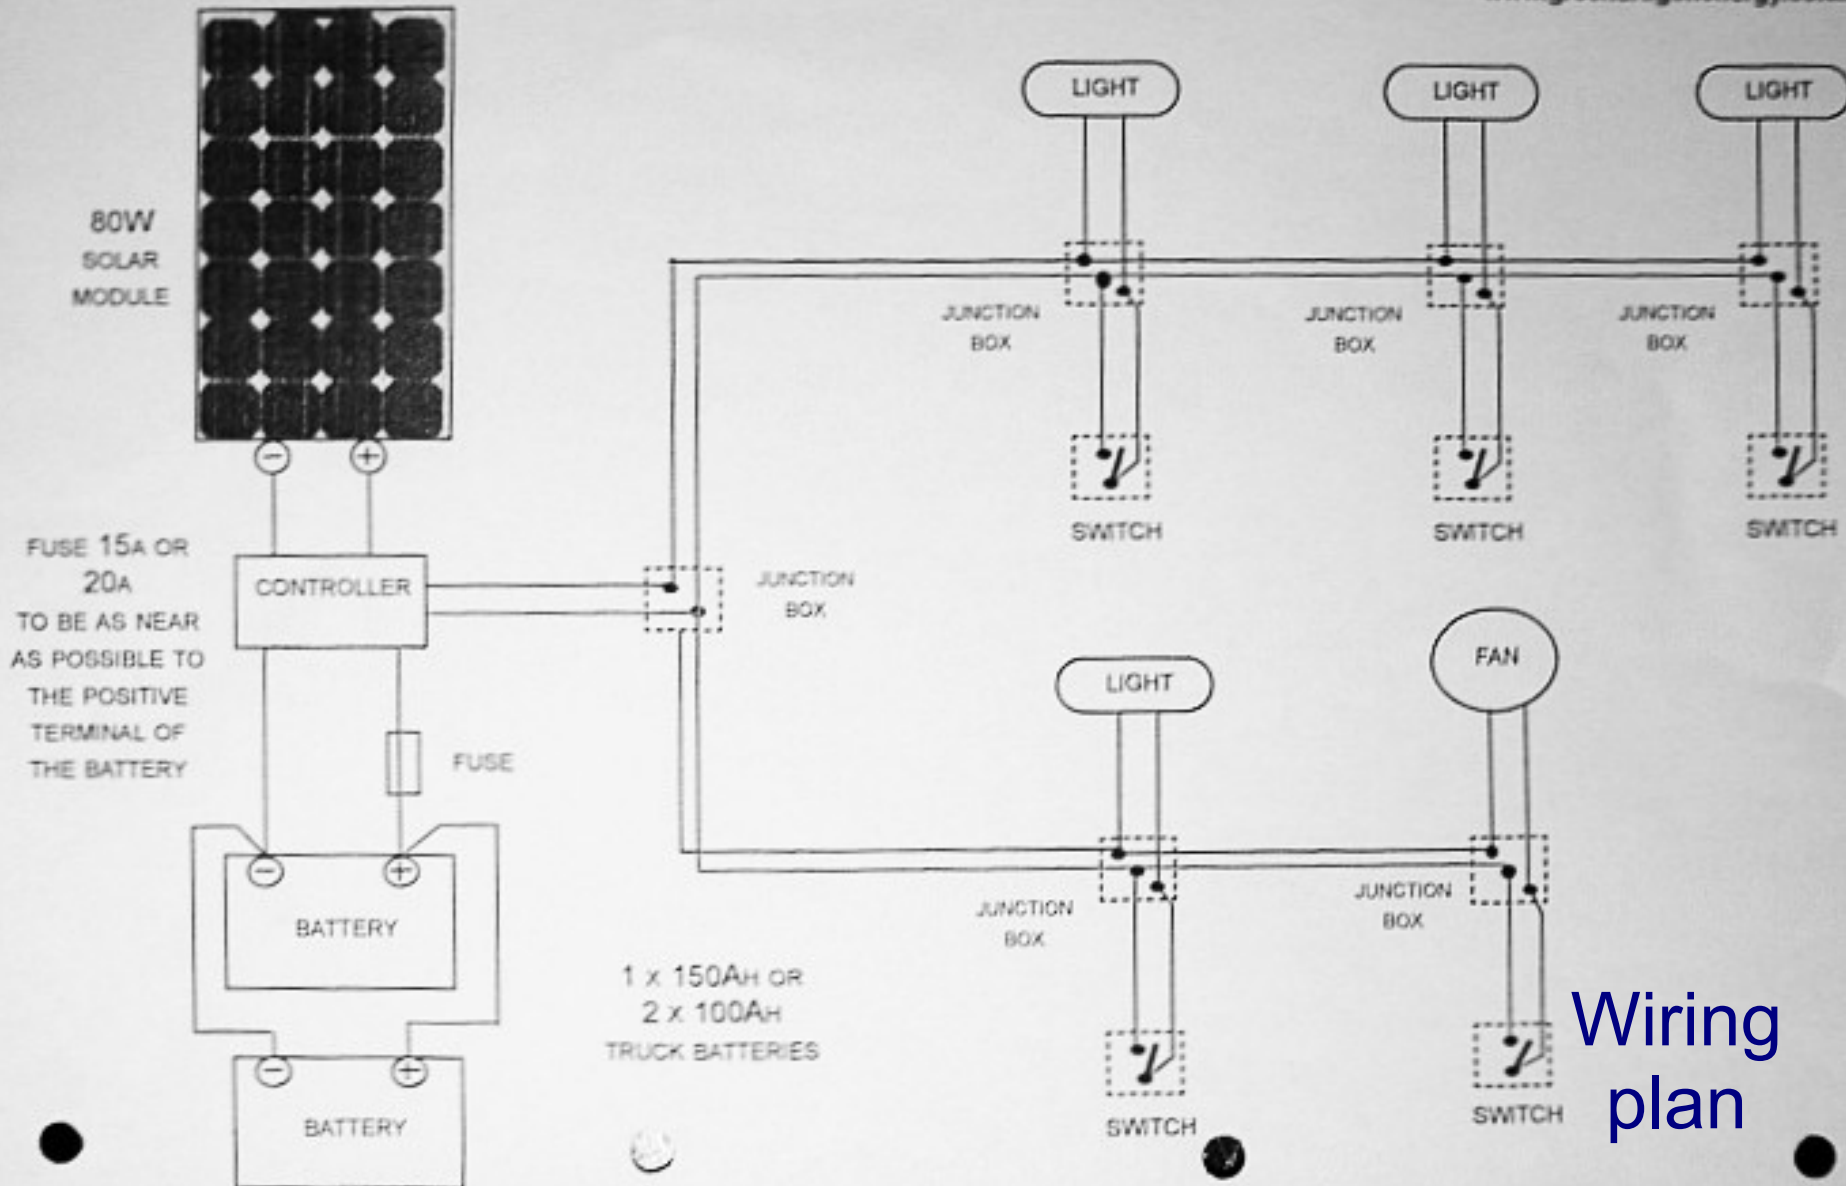 LIGHT
LIGHT
LIGHT
80W
SOLAR
MODULE
JUNCTION
BOX
JUNCTION
BOX
JUNCTION
BOX
−
+
SWITCH
SWITCH
SWITCH
FUSE 15A OR
20A
TO BE AS NEAR
AS POSSIBLE TO
THE POSITIVE
TERMINAL OF
THE BATTERY
CONTROLLER
JUNCTION
BOX
FUSE
LIGHT
FAN
−
+
BATTERY
JUNCTION
BOX
JUNCTION
BOX
1 x 150AH OR
2 x 100AH
TRUCK BATTERIES
−
+
BATTERY
SWITCH
SWITCH
Wiring
plan